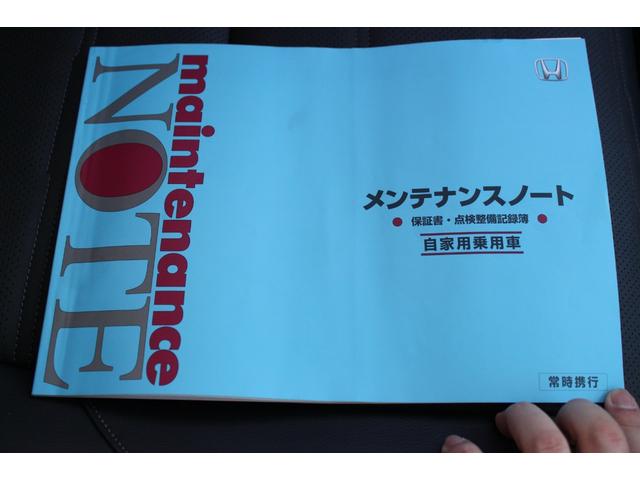 maintenance
NOTE
メンテナンスノート
● 保証書・点検整備記録簿 ●
自家用乗用車
常時携行